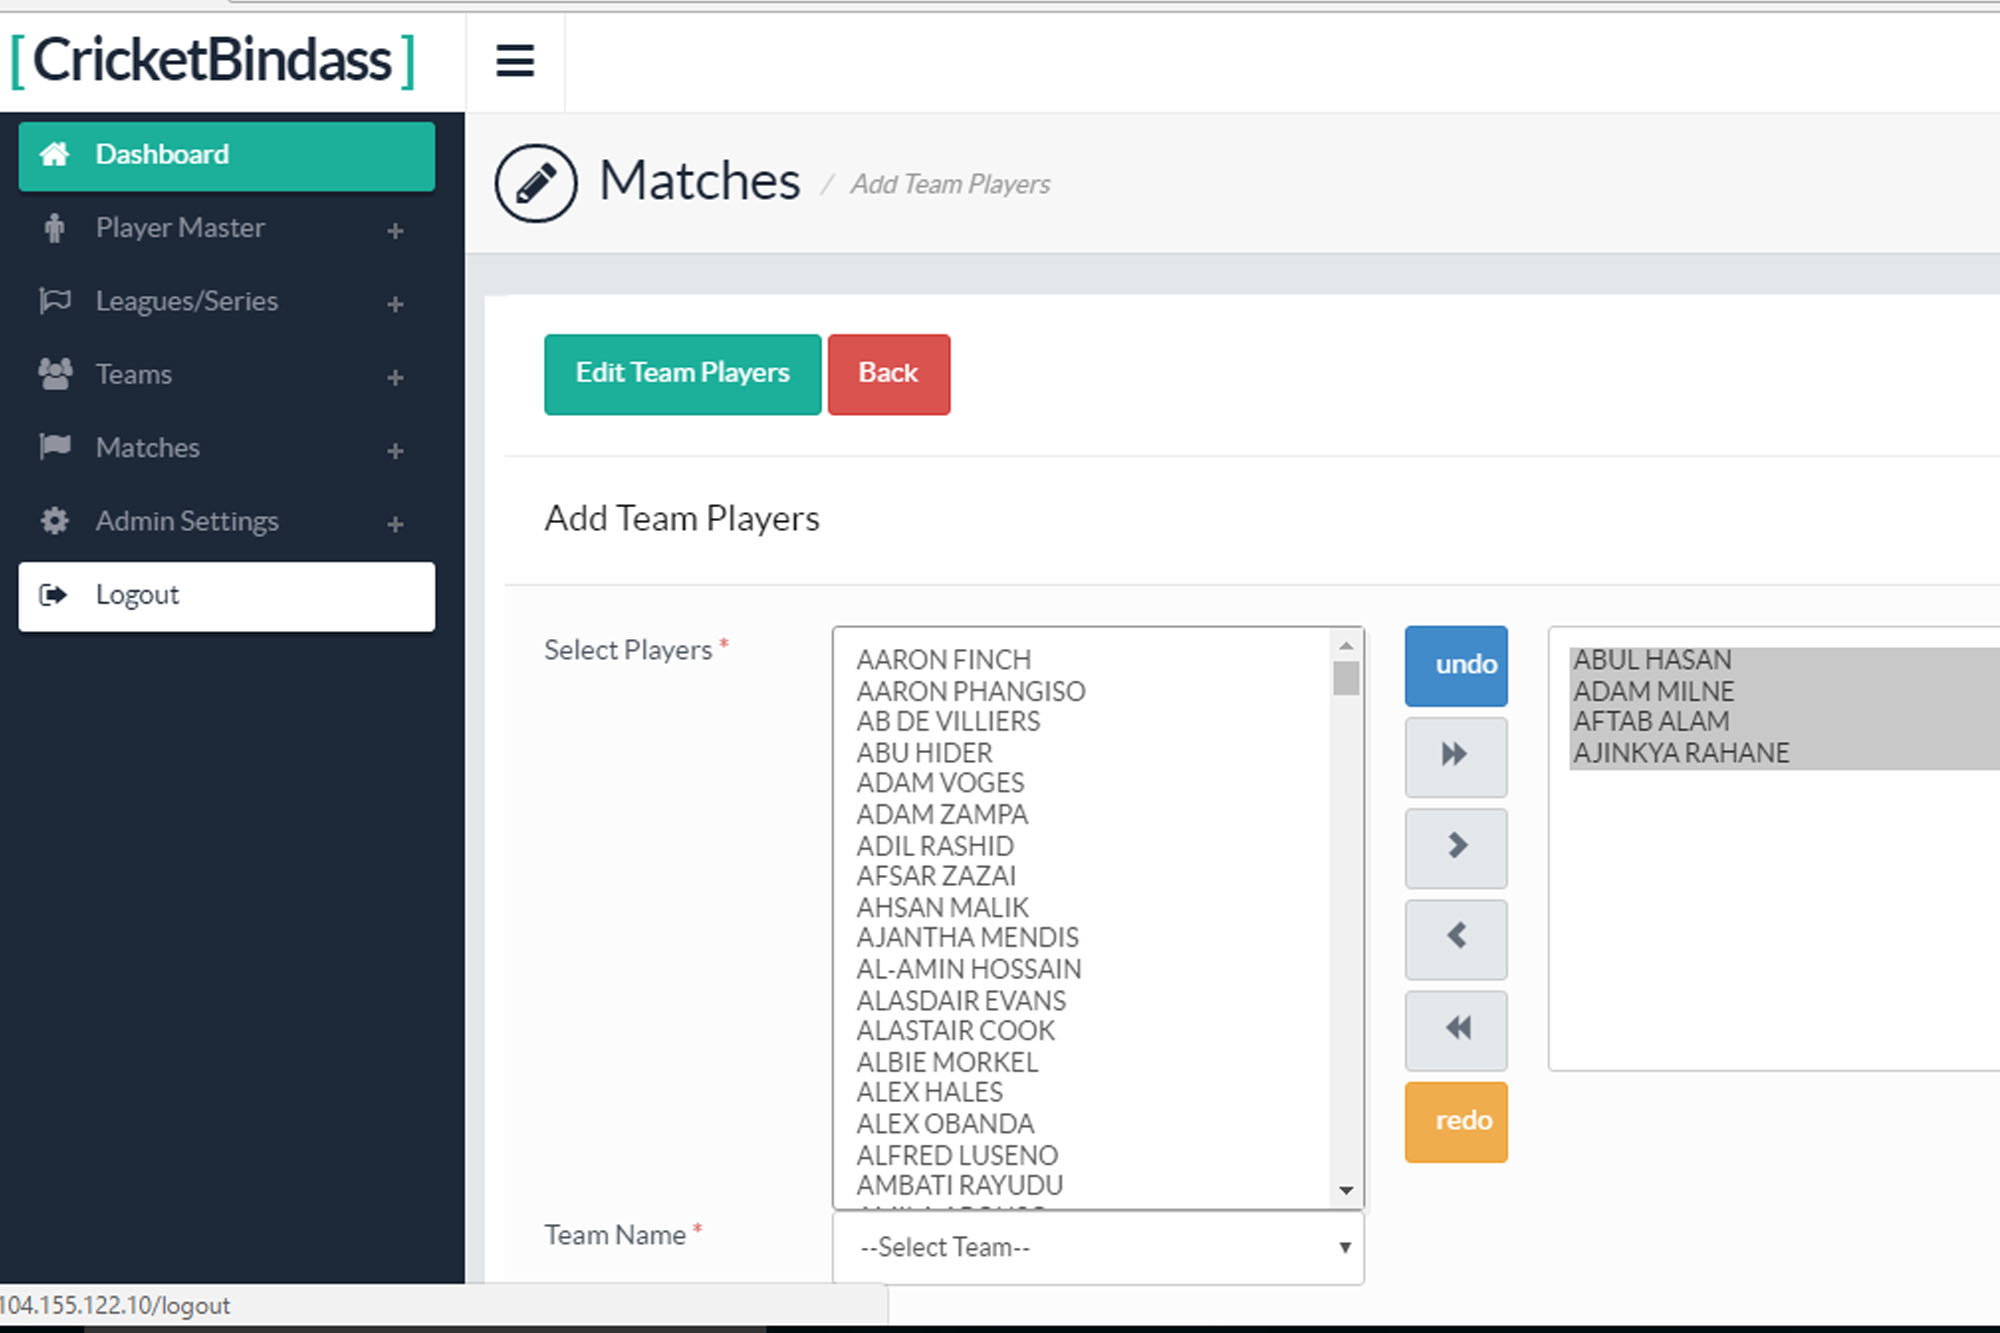 [CricketBindass]
Dashboard
Player Master +
Leagues/Series +
Teams +
Matches +
Admin Settings +
Logout
Matches / Add Team Players
Edit Team Players Back
Add Team Players
Select Players *
AARON FINCH
AARON PHANGISO
AB DE VILLIERS
ABU HIDER
ADAM VOGES
ADAM ZAMPA
ADIL RASHID
AFSAR ZAZAI
AHSAN MALIK
AJANTHA MENDIS
AL-AMIN HOSSAIN
ALASDAIR EVANS
ALASTAIR COOK
ALBIE MORKEL
ALEX HALES
ALEX OBANDA
ALFRED LUSENO
AMBATI RAYUDU
undo
redo
ABUL HASAN
ADAM MILNE
AFTAB ALAM
AJINKYA RAHANE
Team Name *
--Select Team--
104.155.122.10/logout